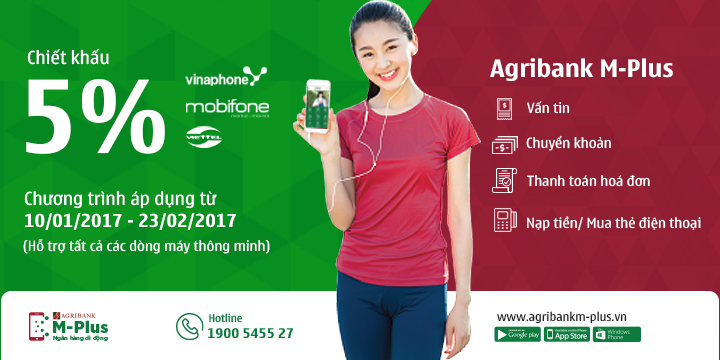 Chiết khấu
5%
vinaphone
mobifone
VIETTEL
Chương trình áp dụng từ
10/01/2017 - 23/02/2017
(Hỗ trợ tất cả các dòng máy thông minh)
Agribank M-Plus
Vấn tin
Chuyển khoản
Thanh toán hoá đơn
Nạp tiền/ Mua thẻ điện thoại
AGRIBANK
M-Plus
Ngân hàng di động
Hotline
1900 5455 27
www.agribankm-plus.vn
Google play
App Store
Windows Phone